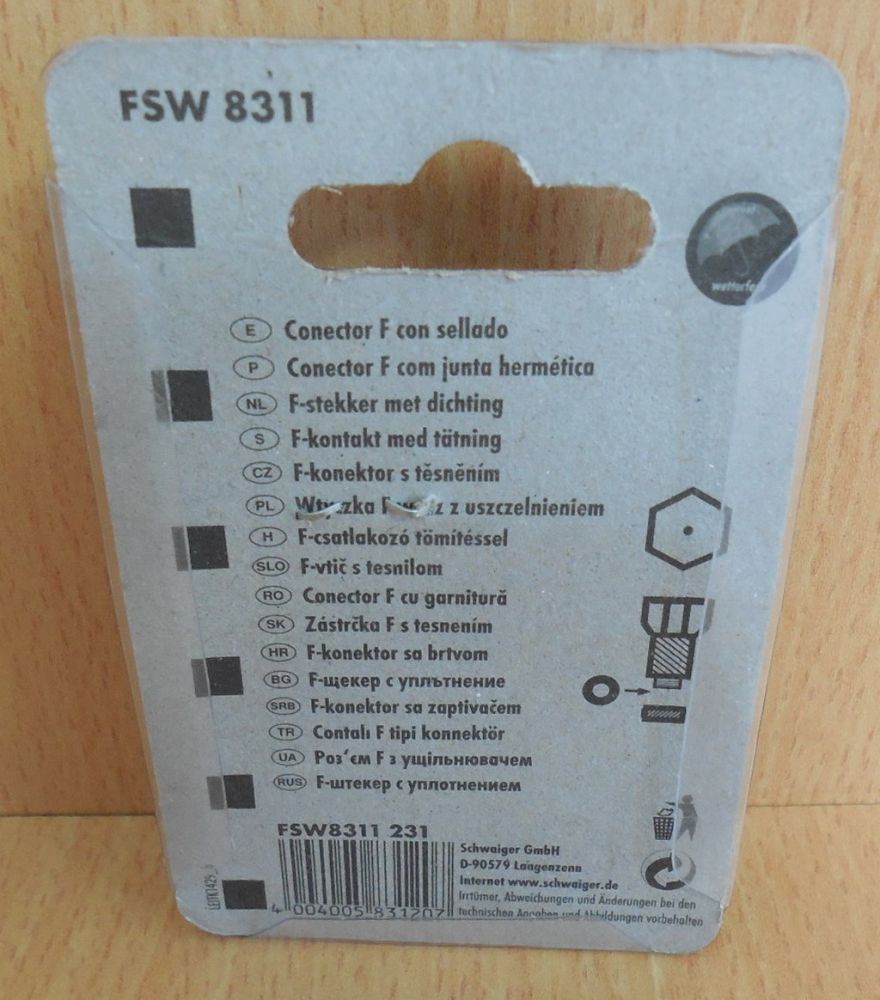 FSW 8311
wetterfest
E Conector F con sellado
P Conector F com junta hermética
NL F-stekker met dichting
S F-kontakt med tätning
CZ F-konektor s těsněním
PL Wtyczka F z uszczelnieniem
H F-csatlakozó tömítéssel
SLO F-vtič s tesnilom
RO Conector F cu garnitură
SK Zástrčka F s tesnením
HR F-konektor sa brtvom
BG F-щекер с уплътнение
SRB F-konektor sa zaptivačem
TR Contalı F tipi konnektör
UA Роз’єм F з ущільнювачем
RUS F-штекер с уплотнением
FSW8311 231
4 004005 831207
Schwaiger GmbH
D-90579 Langenzenn
Internet www.schwaiger.de
Irrtümer, Abweichungen und Änderungen bei den
technischen Angaben und Abbildungen vorbehalten